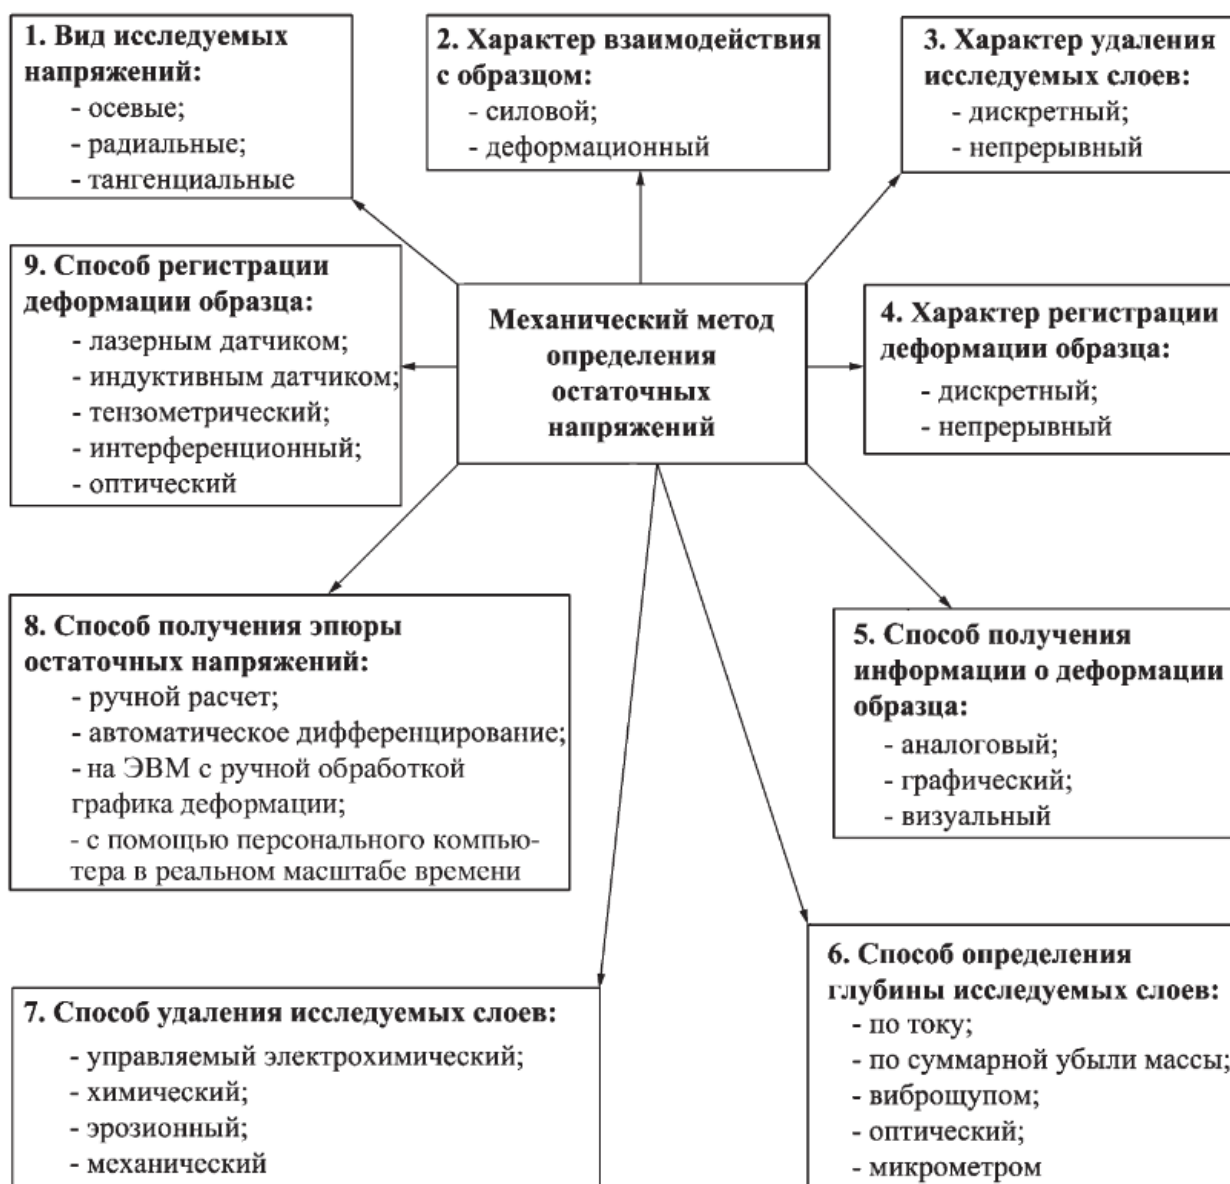 1. Вид исследуемых
напряжений:
- осевые;
- радиальные;
- тангенциальные
2. Характер взаимодействия
с образцом:
- силовой;
- деформационный
3. Характер удаления
исследуемых слоев:
- дискретный;
- непрерывный
9. Способ регистрации
деформации образца:
- лазерным датчиком;
- индуктивным датчиком;
- тензометрический;
- интерференционный;
- оптический
Механический метод
определения
остаточных
напряжений
4. Характер регистрации
деформации образца:
- дискретный;
- непрерывный
8. Способ получения эпюры
остаточных напряжений:
- ручной расчет;
- автоматическое дифференцирование;
- на ЭВМ с ручной обработкой
графика деформации;
- с помощью персонального компью-
тера в реальном масштабе времени
5. Способ получения
информации о деформации
образца:
- аналоговый;
- графический;
- визуальный
7. Способ удаления исследуемых слоев:
- управляемый электрохимический;
- химический;
- эрозионный;
- механический
6. Способ определения
глубины исследуемых слоев:
- по току;
- по суммарной убыли массы;
- виброщупом;
- оптический;
- микрометром